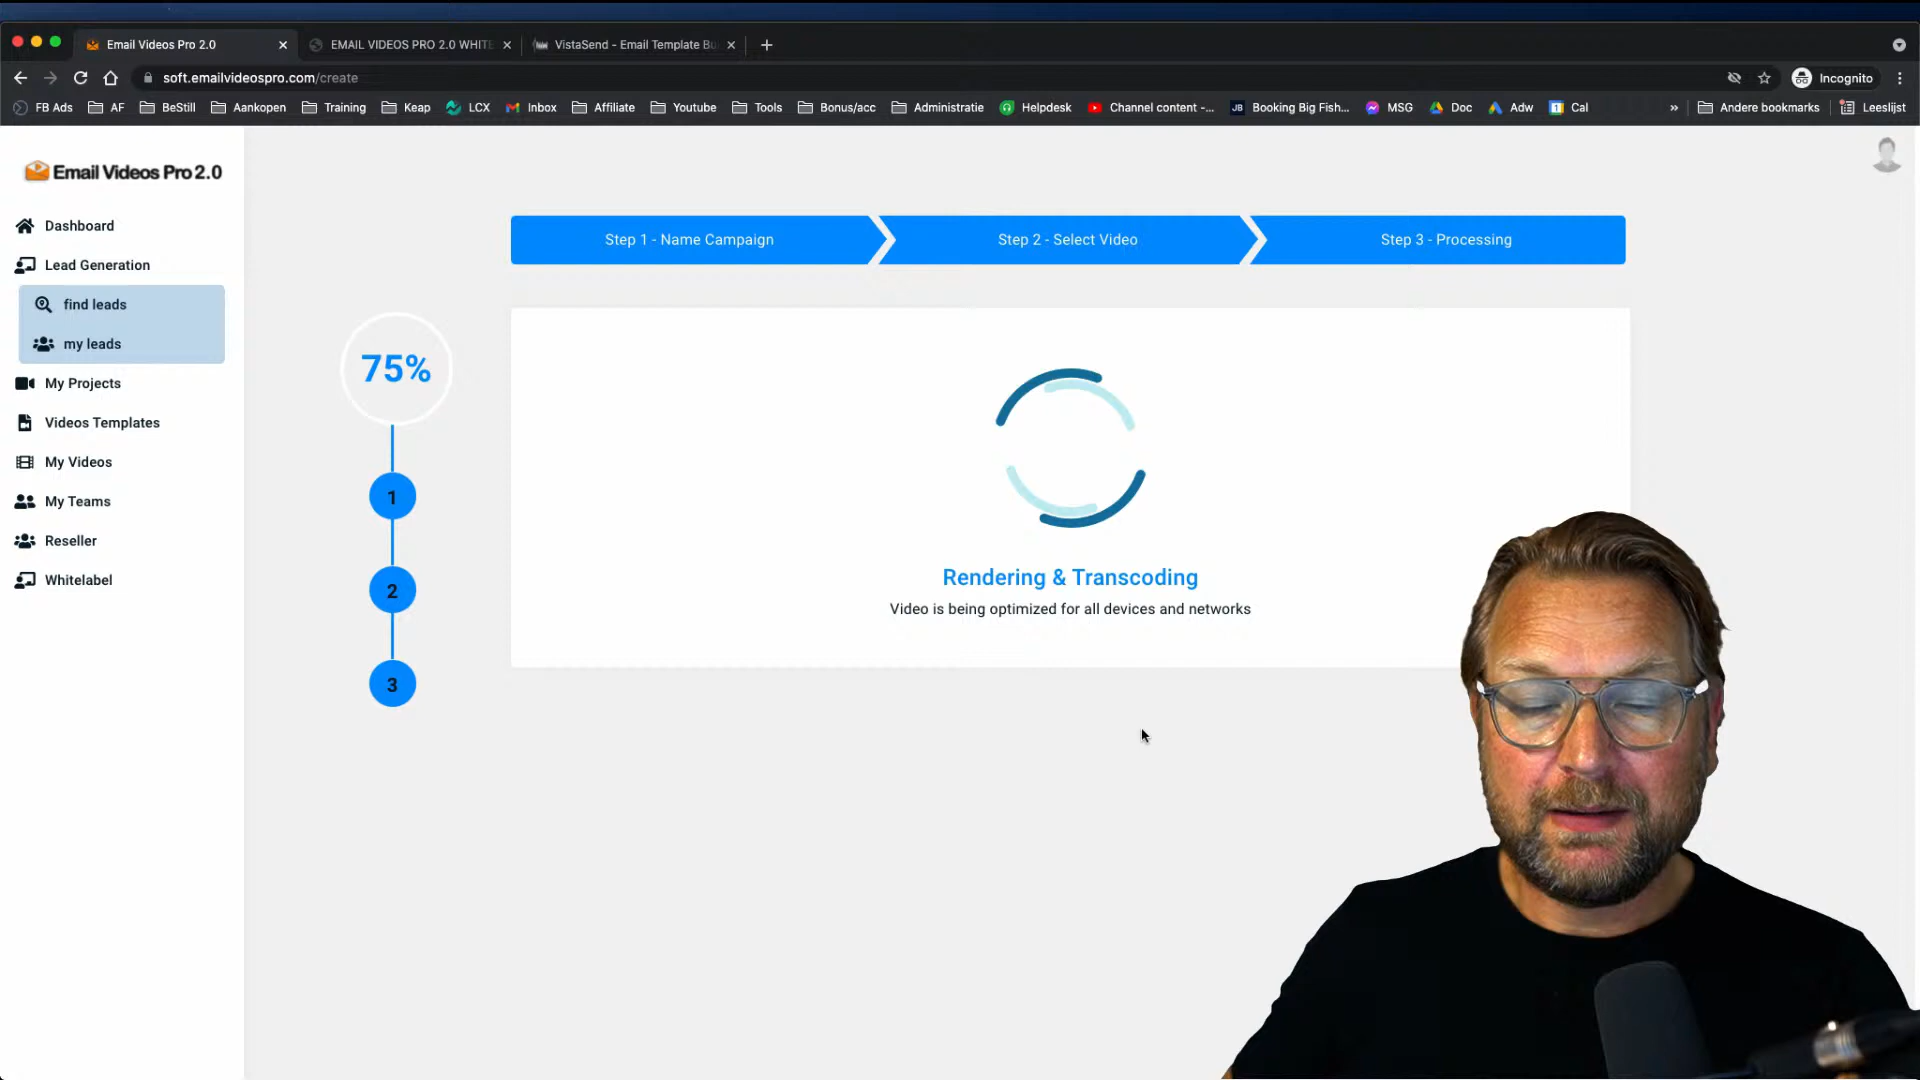 Email Videos Pro 2.0
EMAIL VIDEOS PRO 2.0 WHITE
VistaSend - Email Template Bu
soft.emailvideospro.com/create
Incognito
FB Ads
AF
BeStill
Aankopen
Training
Keap
LCX
Inbox
Affiliate
Youtube
Tools
Bonus/acc
Administratie
Helpdesk
Channel content -...
JB
Booking Big Fish...
MSG
Doc
Adw
1
Cal
»
Andere bookmarks
Leeslijst
Email Videos Pro 2.0
Dashboard
Lead Generation
find leads
my leads
My Projects
Videos Templates
My Videos
My Teams
Reseller
Whitelabel
Step 1 - Name Campaign
Step 2 - Select Video
Step 3 - Processing
75%
1
2
3
Rendering & Transcoding
Video is being optimized for all devices and networks